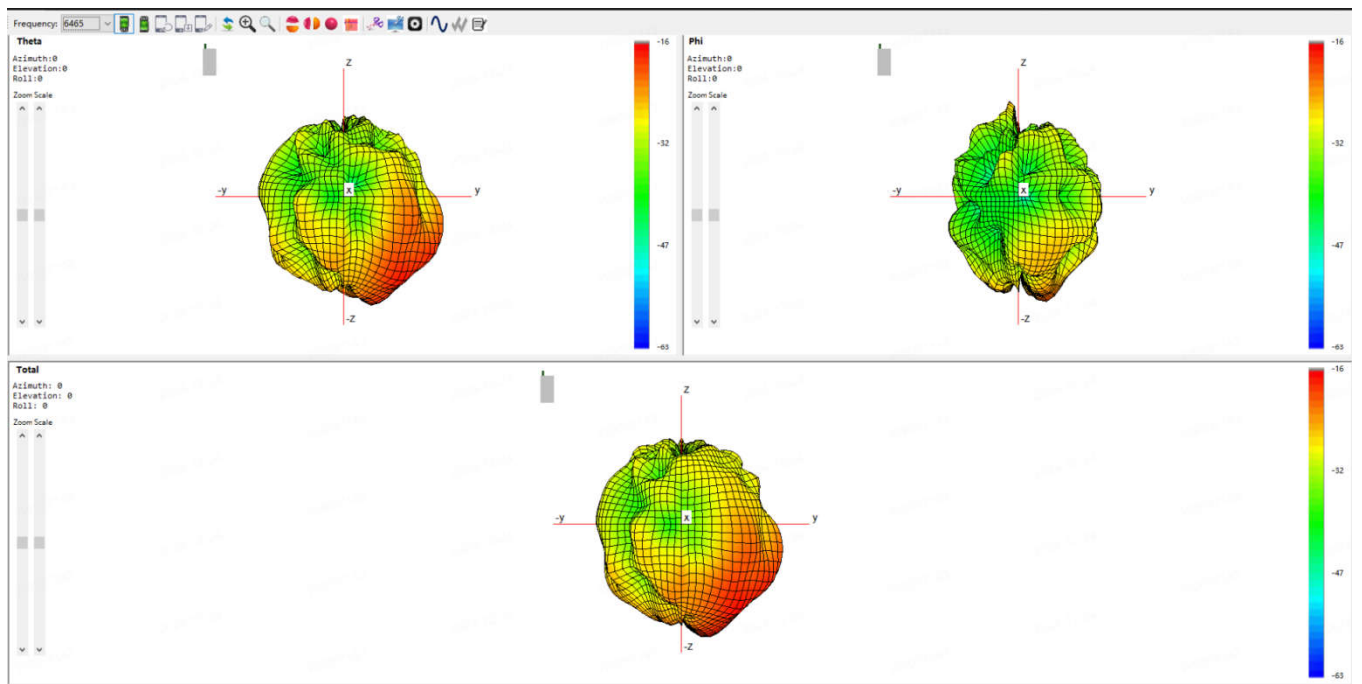 Frequency: 6465
Theta
Azimuth:0
Elevation:0
Roll:0
Zoom Scale
Z
-y
X
y
-Z
-16
-32
-47
-63
Phi
Azimuth:0
Elevation:0
Roll:0
Zoom Scale
Z
-y
X
y
-Z
-16
-32
-47
-63
Total
Azimuth: 0
Elevation: 0
Roll: 0
Zoom Scale
Z
-y
X
y
-Z
-16
-32
-47
-63